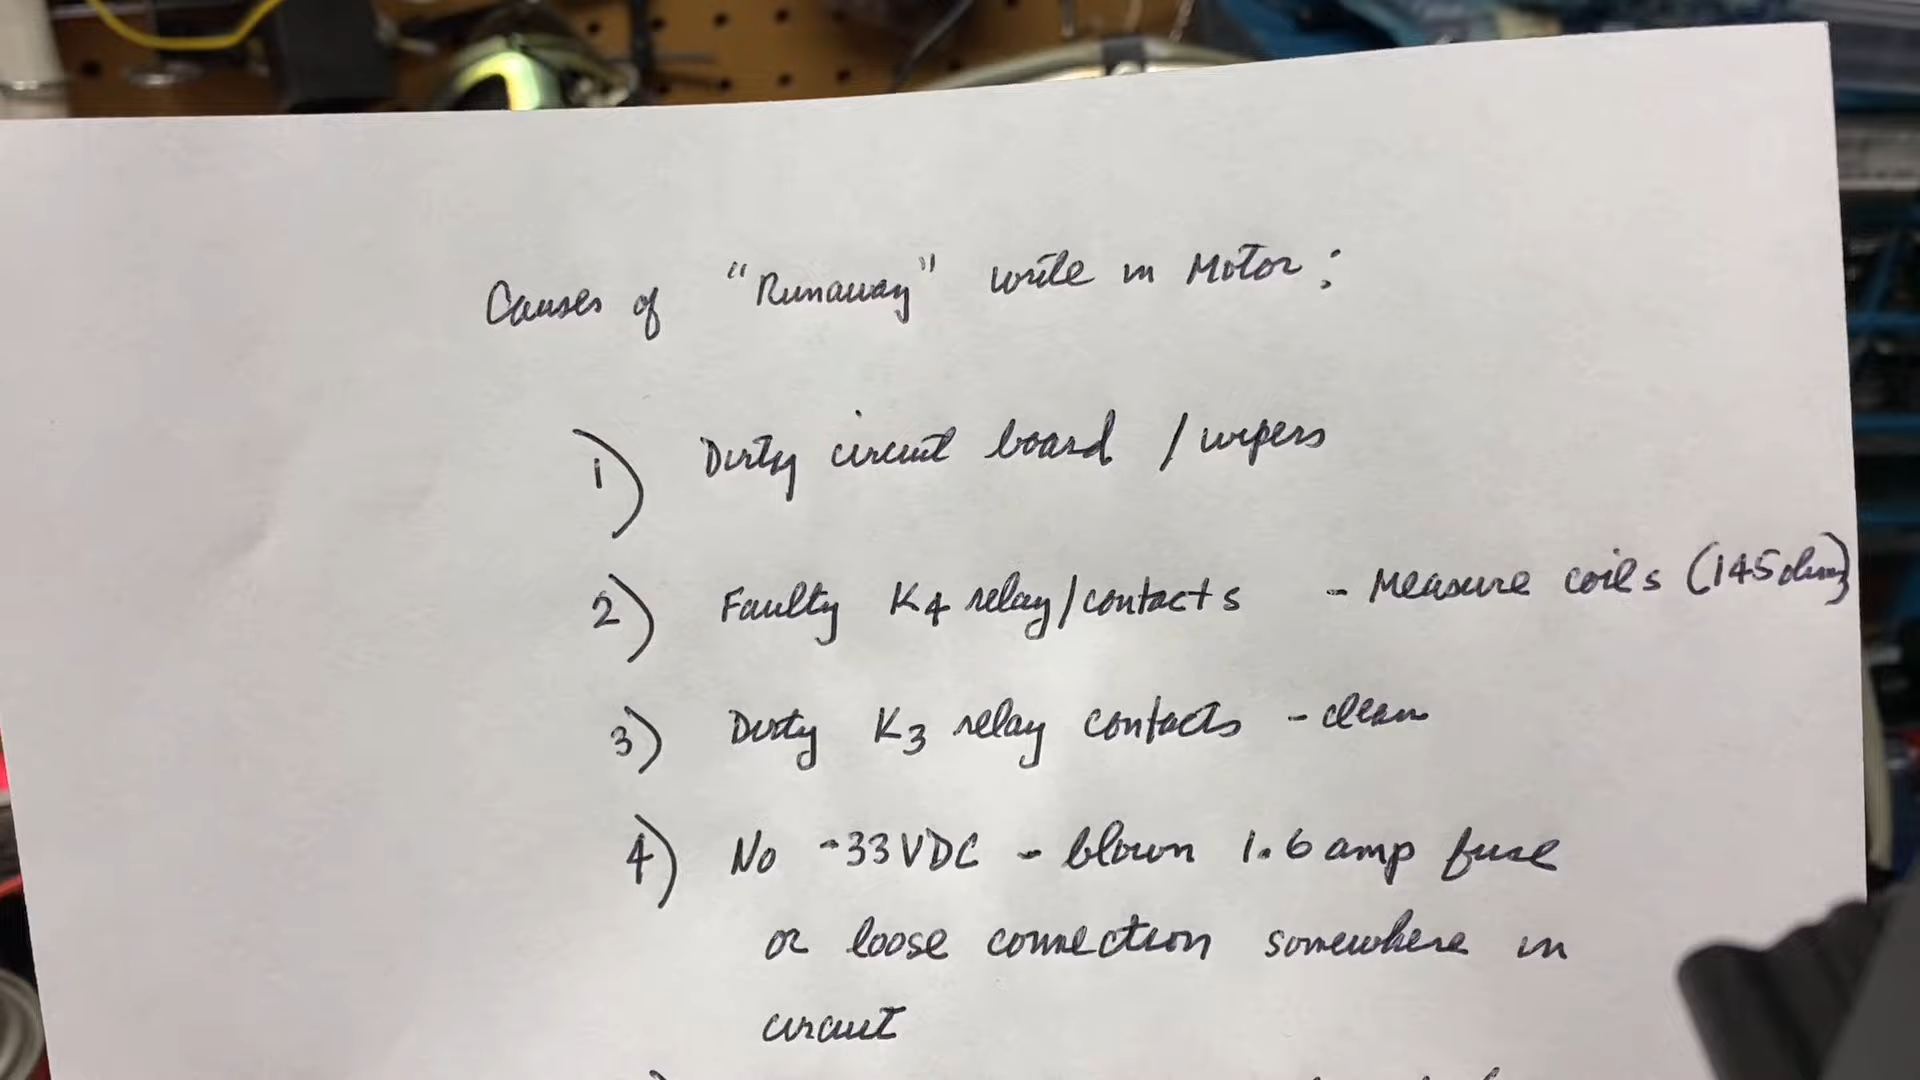 Causes of "Runaway" write in Motor:
1) Dirty circuit board / wipers
2) Faulty K4 relay/contacts - Measure coils (145 ohms)
3) Dirty K3 relay contacts - clean
4) No -33VDC - blown 1.6 amp fuse
or loose connection somewhere in
circuit